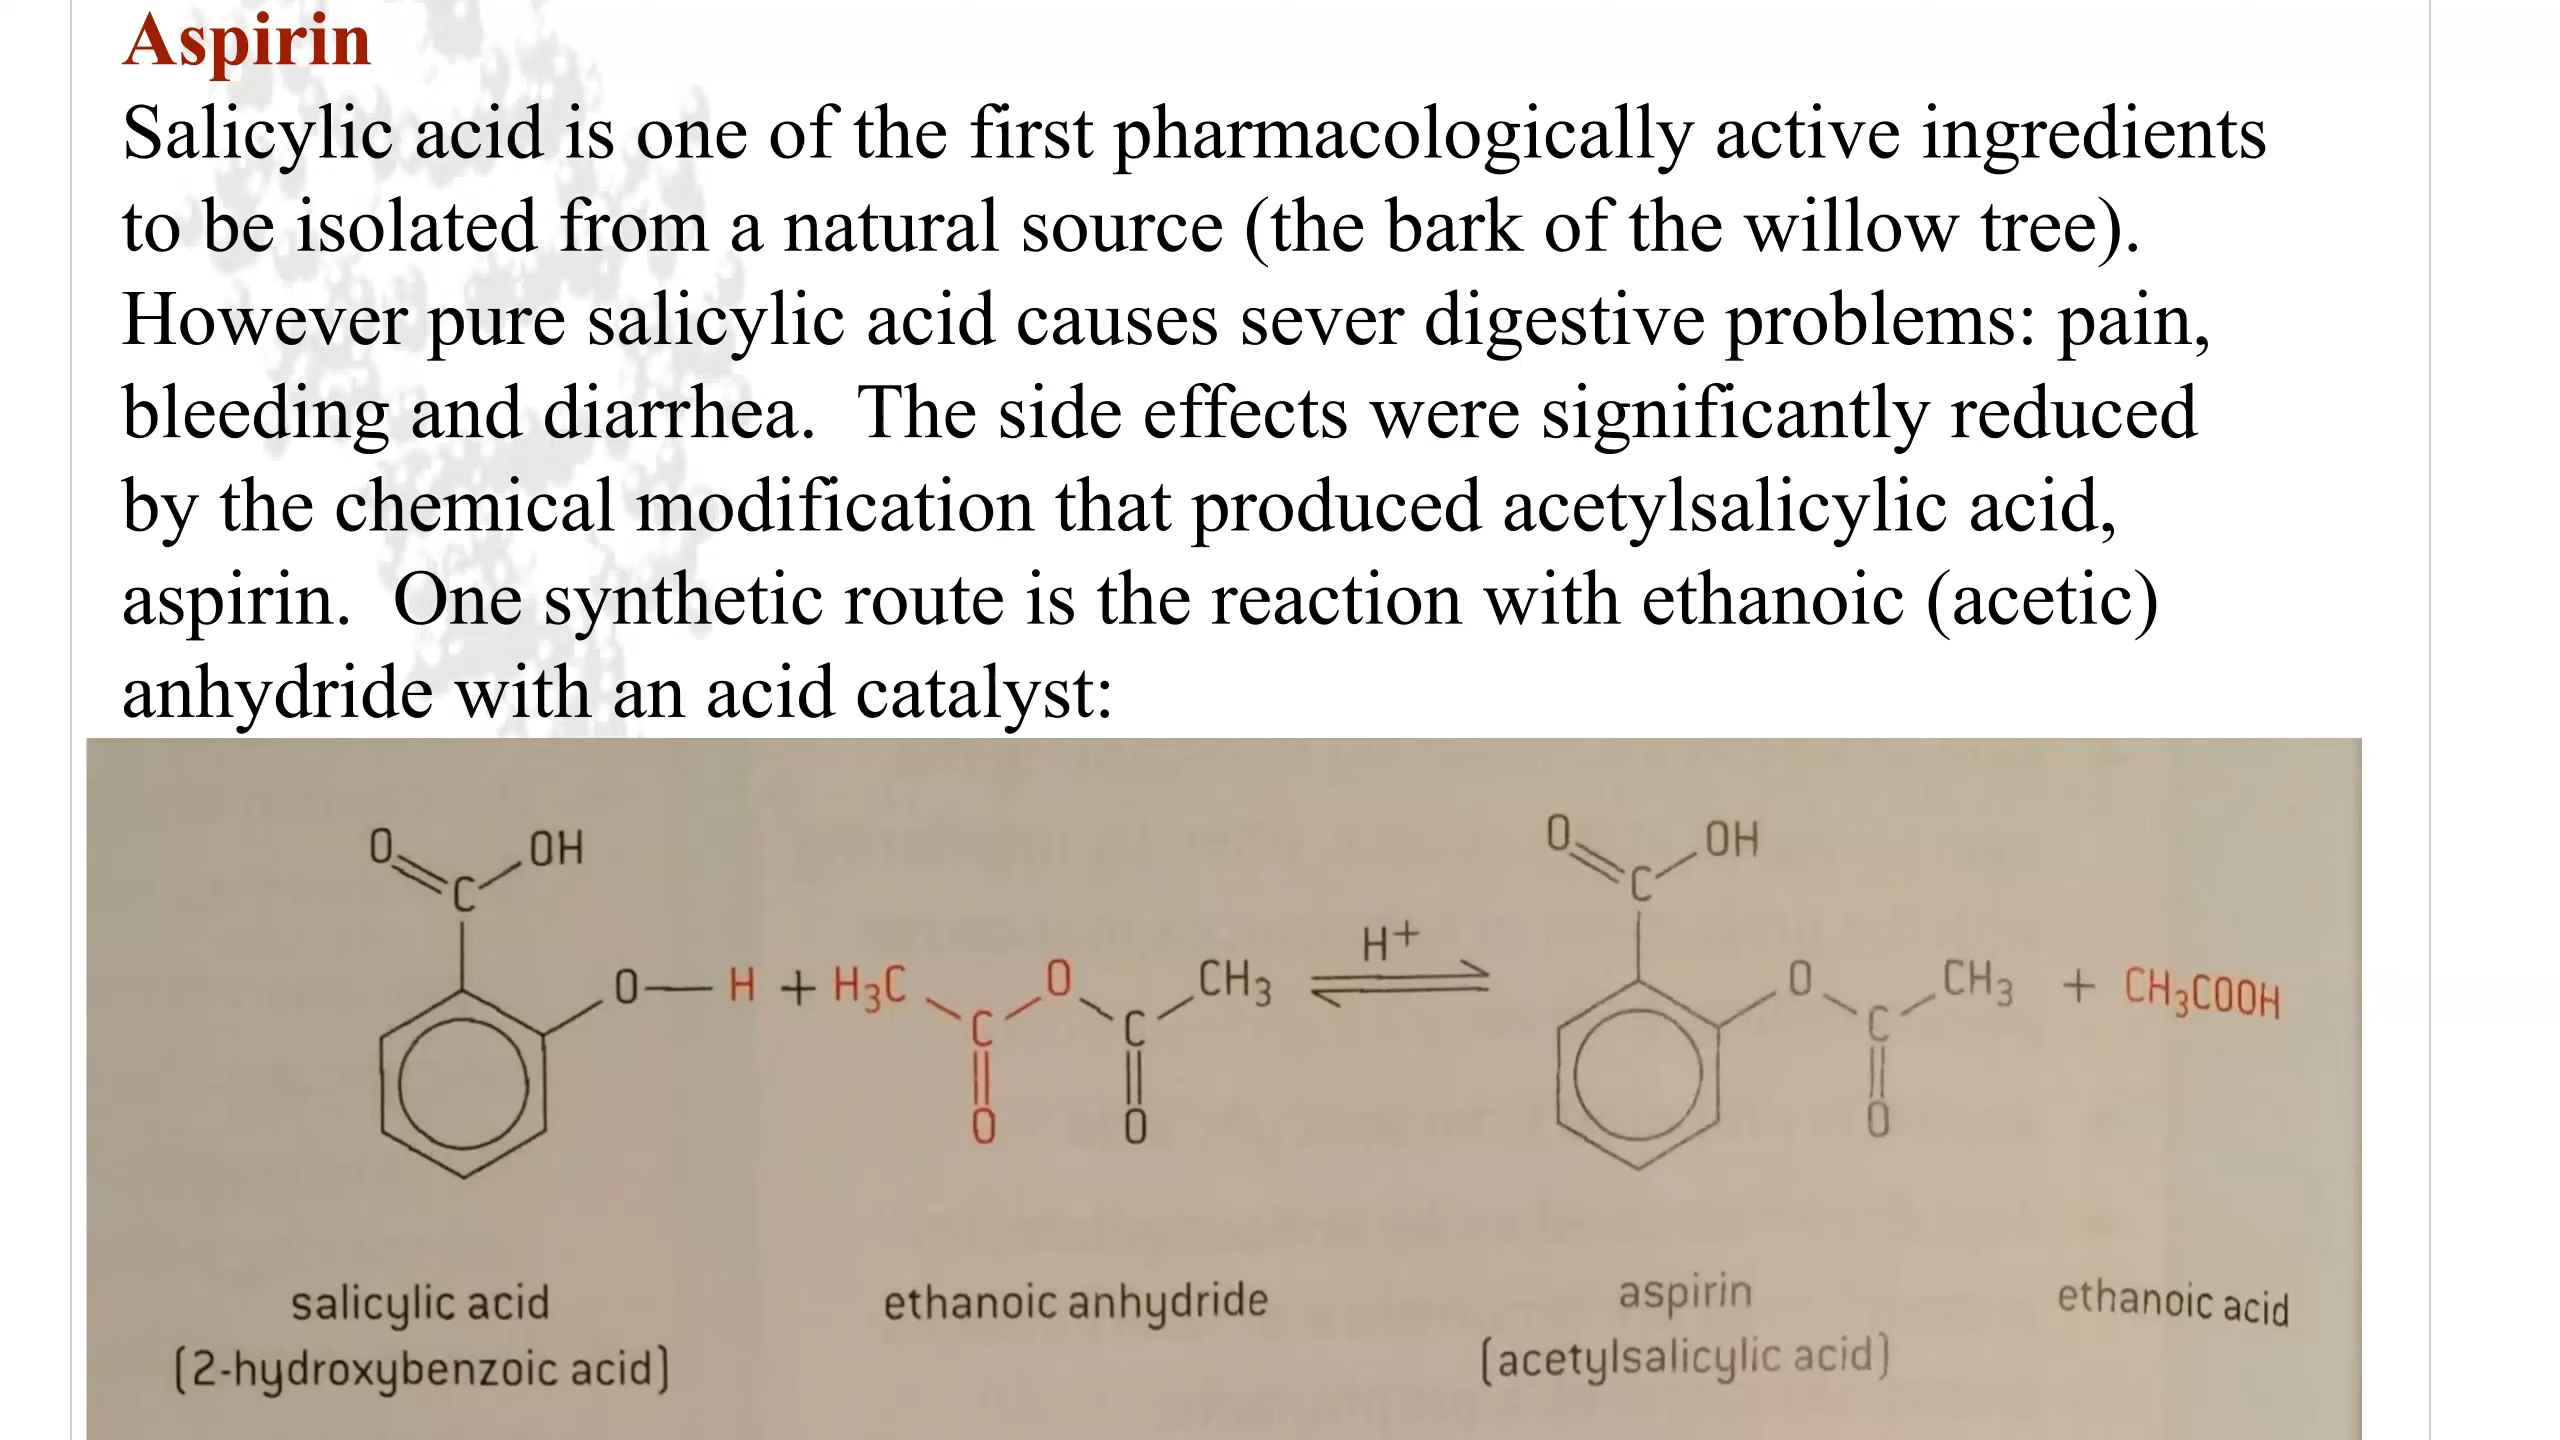 Aspirin
Salicylic acid is one of the first pharmacologically active ingredients
to be isolated from a natural source (the bark of the willow tree).
However pure salicylic acid causes sever digestive problems: pain,
bleeding and diarrhea.  The side effects were significantly reduced
by the chemical modification that produced acetylsalicylic acid,
aspirin.  One synthetic route is the reaction with ethanoic (acetic)
anhydride with an acid catalyst:
O OH O OH
C C
H+
O—H + H3C O CH3 O CH3 + CH3COOH
C C C
O O O
salicylic acid ethanoic anhydride aspirin ethanoic acid
(2-hydroxybenzoic acid) (acetylsalicylic acid)